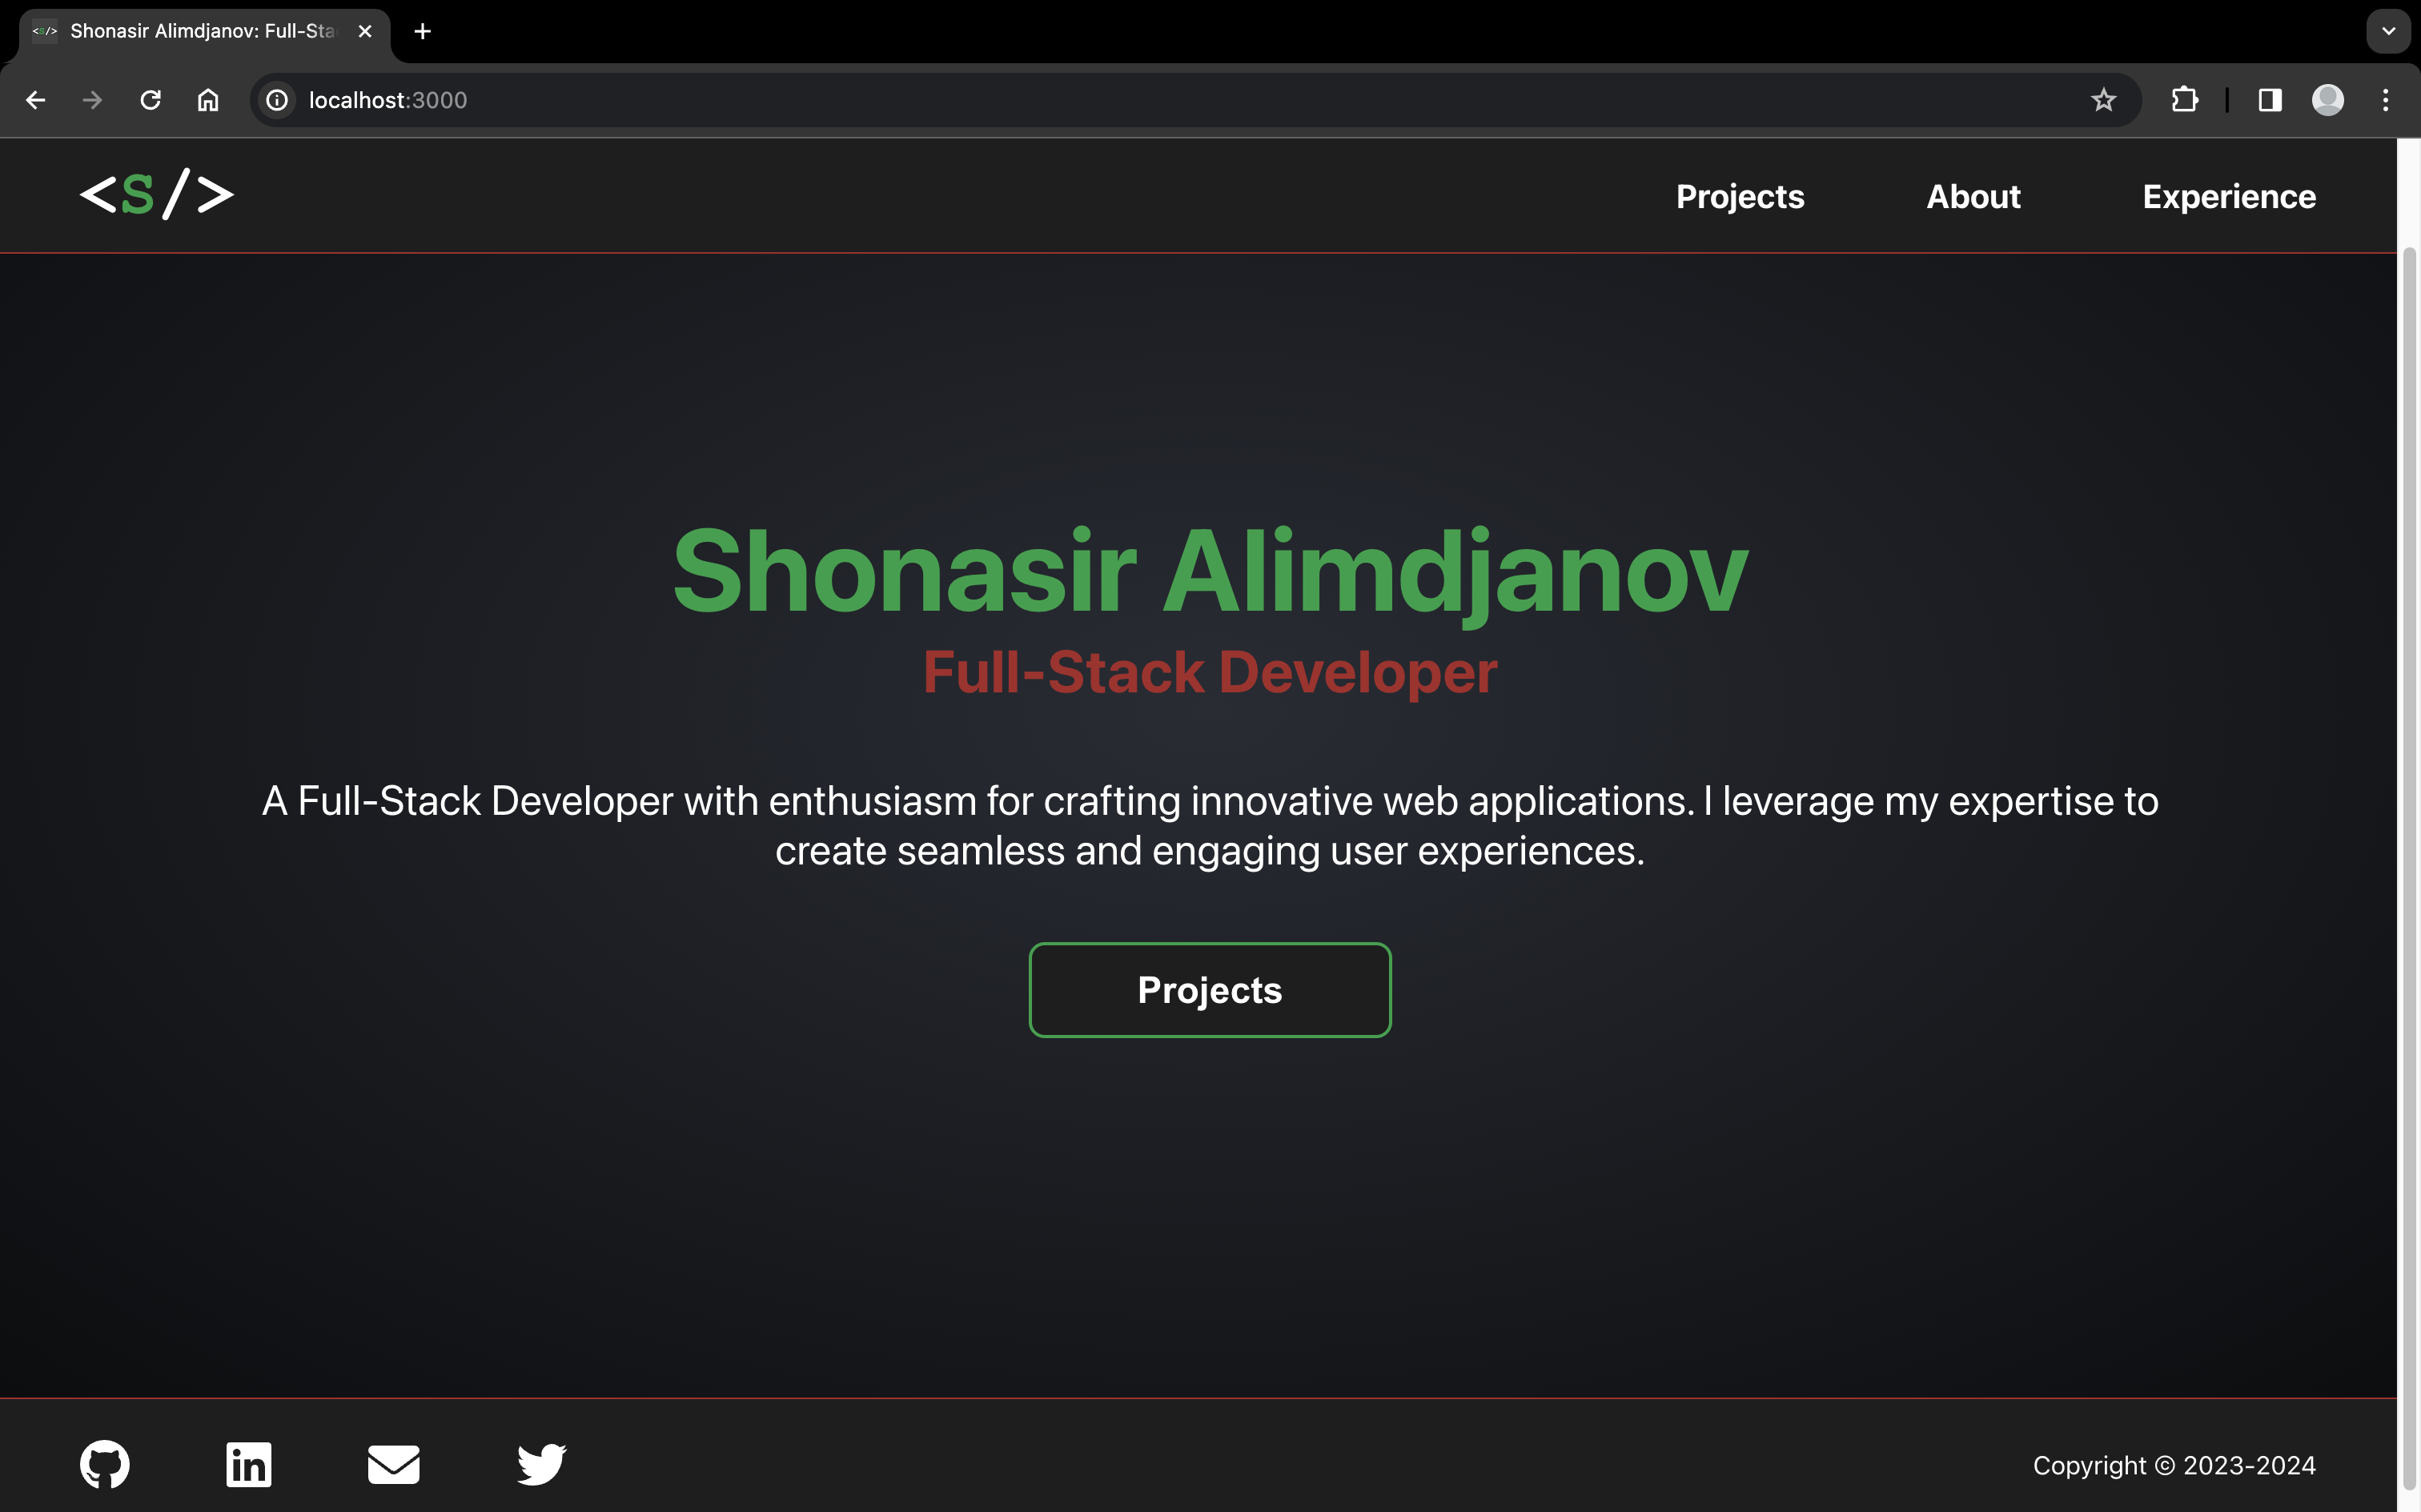 <S/> Shonasir Alimdjanov: Full-Sta
localhost:3000
<S/>
Projects About Experience
Shonasir Alimdjanov
Full-Stack Developer
A Full-Stack Developer with enthusiasm for crafting innovative web applications. I leverage my expertise to
create seamless and engaging user experiences.
Projects
in
Copyright © 2023-2024